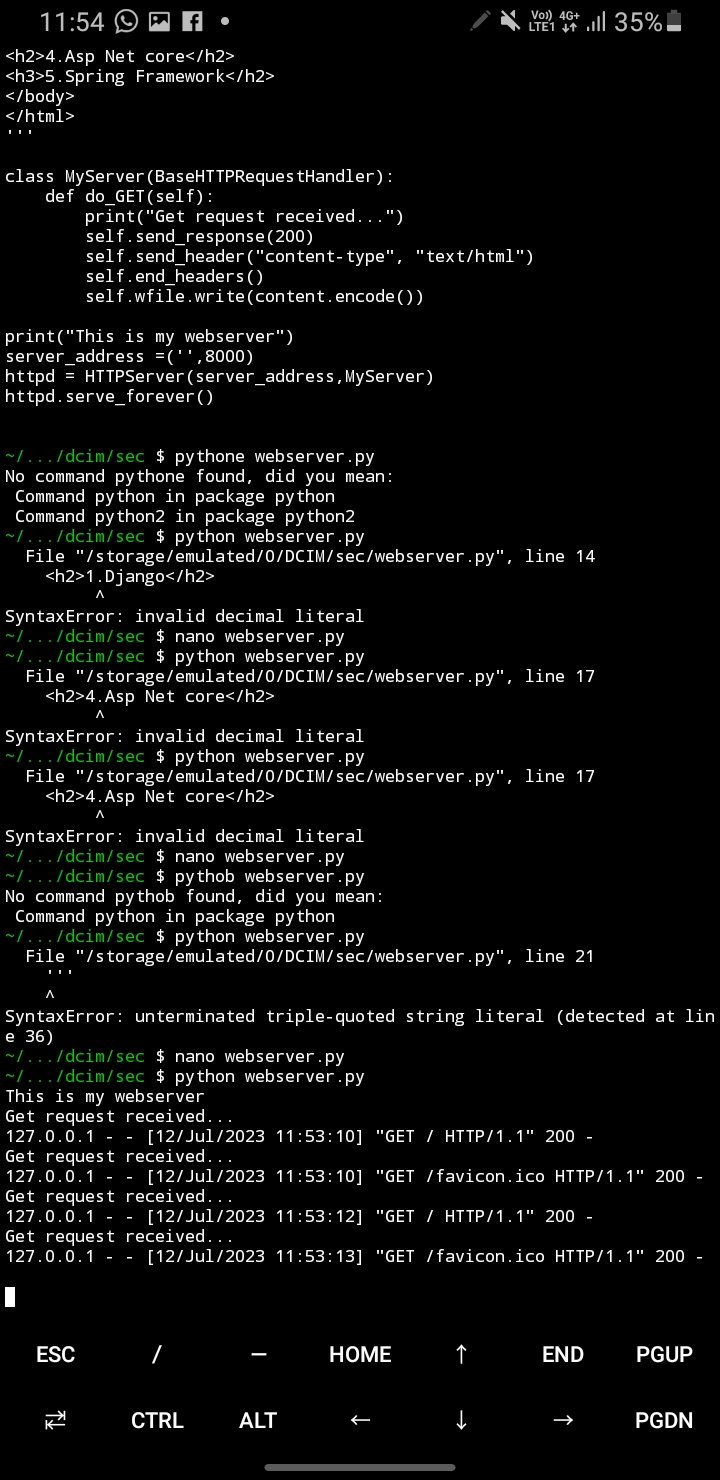 11:54 Vo)) LTE1 4G+ 35%
<h2>4.Asp Net core</h2>
<h3>5.Spring Framework</h2>
</body>
</html>
'''
class MyServer(BaseHTTPRequestHandler):
    def do_GET(self):
        print("Get request received...")
        self.send_response(200)
        self.send_header("content-type", "text/html")
        self.end_headers()
        self.wfile.write(content.encode())
print("This is my webserver")
server_address =('',8000)
httpd = HTTPServer(server_address,MyServer)
httpd.serve_forever()
~/.../dcim/sec $ pythone webserver.py
No command pythone found, did you mean:
 Command python in package python
 Command python2 in package python2
~/.../dcim/sec $ python webserver.py
  File "/storage/emulated/0/DCIM/sec/webserver.py", line 14
    <h2>1.Django</h2>
         ^
SyntaxError: invalid decimal literal
~/.../dcim/sec $ nano webserver.py
~/.../dcim/sec $ python webserver.py
  File "/storage/emulated/0/DCIM/sec/webserver.py", line 17
    <h2>4.Asp Net core</h2>
         ^
SyntaxError: invalid decimal literal
~/.../dcim/sec $ python webserver.py
  File "/storage/emulated/0/DCIM/sec/webserver.py", line 17
    <h2>4.Asp Net core</h2>
         ^
SyntaxError: invalid decimal literal
~/.../dcim/sec $ nano webserver.py
~/.../dcim/sec $ pythob webserver.py
No command pythob found, did you mean:
 Command python in package python
~/.../dcim/sec $ python webserver.py
  File "/storage/emulated/0/DCIM/sec/webserver.py", line 21
    '''
    ^
SyntaxError: unterminated triple-quoted string literal (detected at lin
e 36)
~/.../dcim/sec $ nano webserver.py
~/.../dcim/sec $ python webserver.py
This is my webserver
Get request received...
127.0.0.1 - - [12/Jul/2023 11:53:10] "GET / HTTP/1.1" 200 -
Get request received...
127.0.0.1 - - [12/Jul/2023 11:53:10] "GET /favicon.ico HTTP/1.1" 200 -
Get request received...
127.0.0.1 - - [12/Jul/2023 11:53:12] "GET / HTTP/1.1" 200 -
Get request received...
127.0.0.1 - - [12/Jul/2023 11:53:13] "GET /favicon.ico HTTP/1.1" 200 -
ESC / — HOME ↑ END PGUP
⇄ CTRL ALT ← ↓ → PGDN